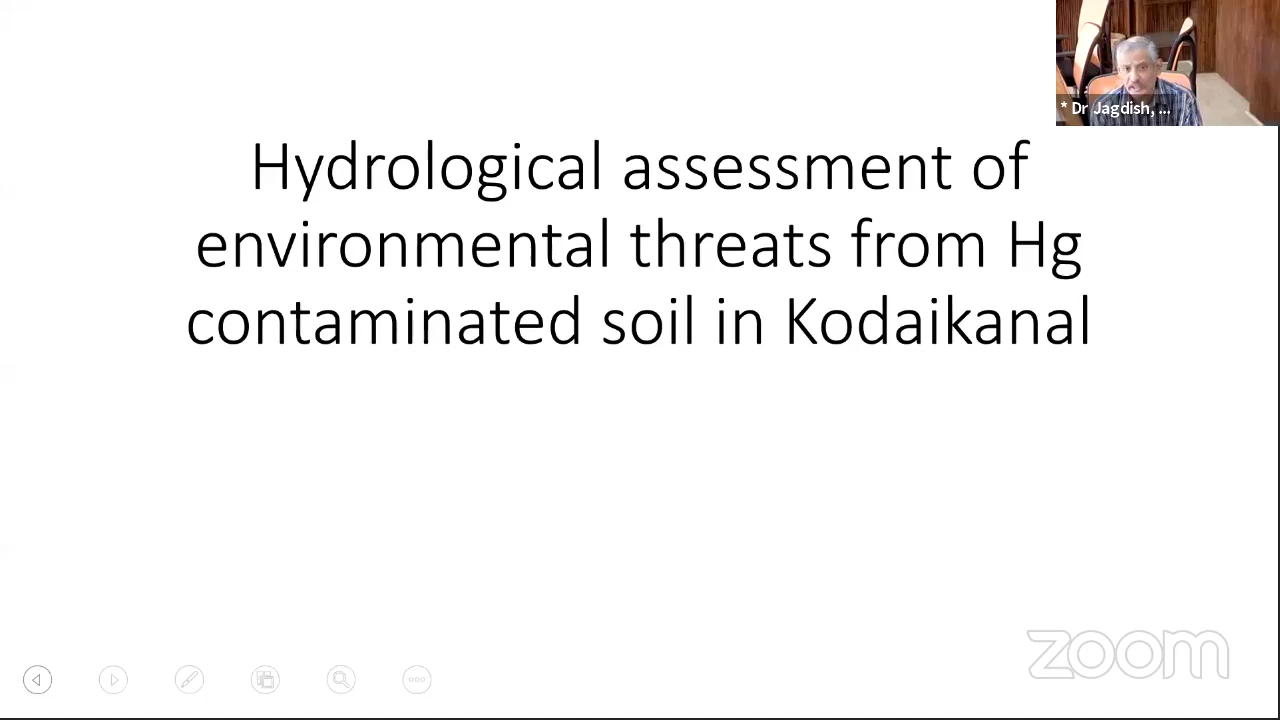 * Dr Jagdish, ...
Hydrological assessment of
environmental threats from Hg
contaminated soil in Kodaikanal
zoom